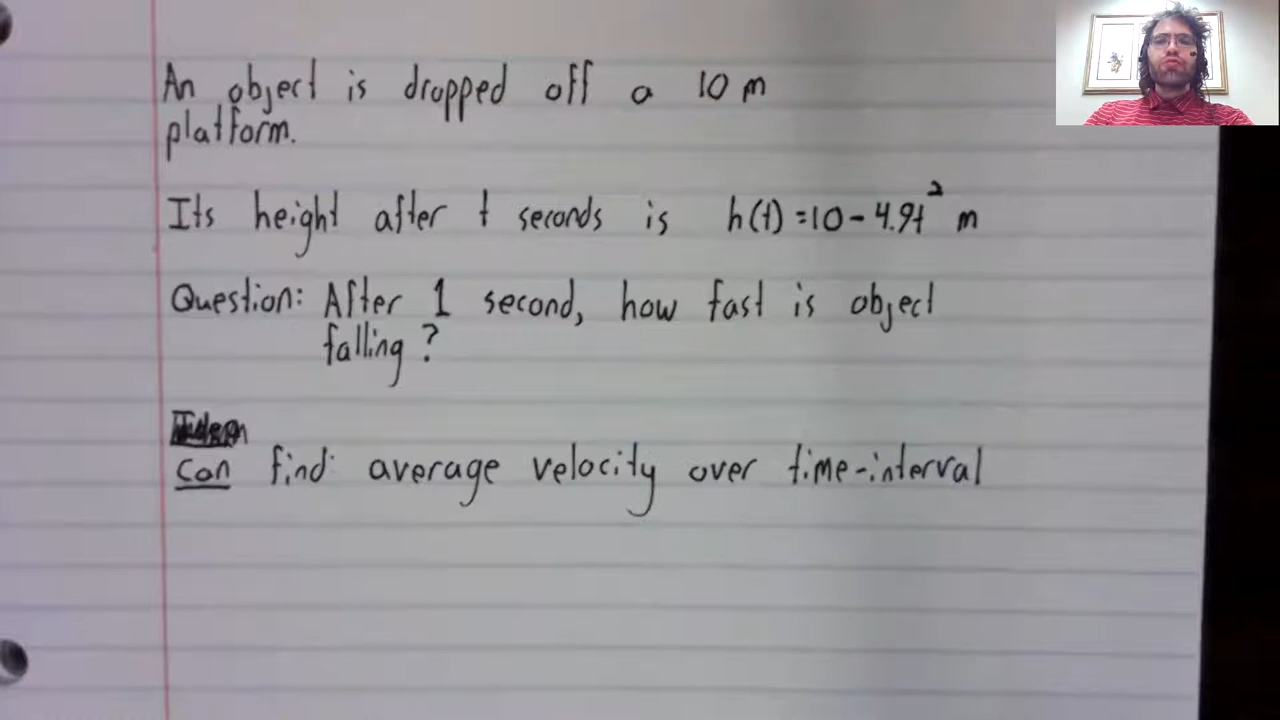 An object is dropped off a 10 m
platform.
Its height after t seconds is h(t) = 10 - 4.9t² m
Question: After 1 second, how fast is object
falling?
can find average velocity over time-interval